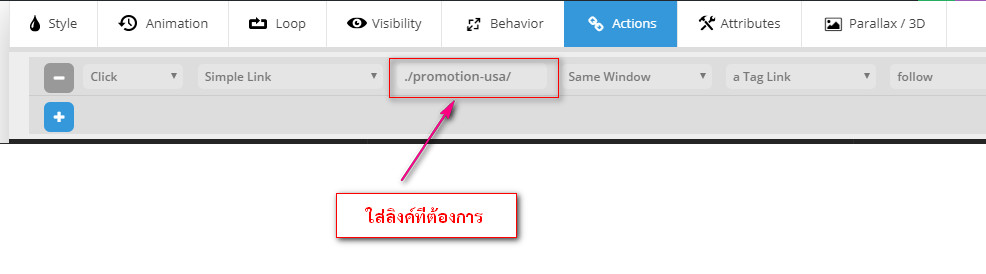 Style Animation Loop Visibility Behavior Actions Attributes Parallax / 3D
Click Simple Link ./promotion-usa/ Same Window a Tag Link follow
ใส่ลิงค์ที่ต้องการ